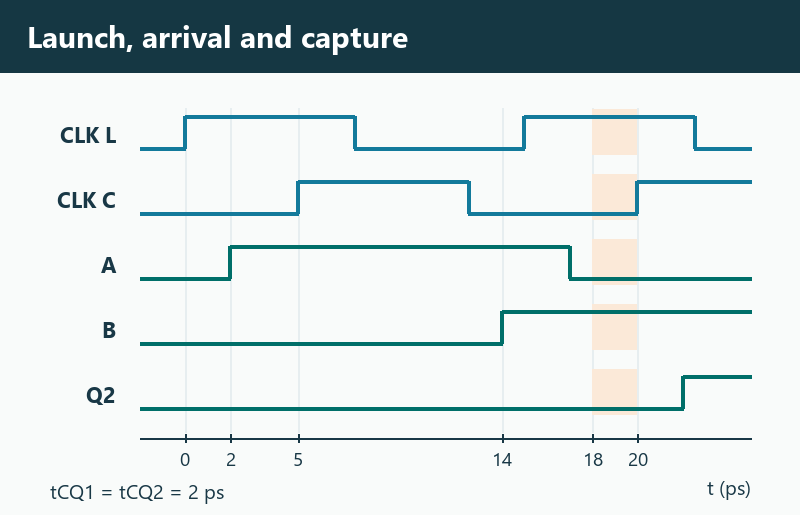 Launch, arrival and capture
CLK L
CLK C
A
B
Q2
0 2 5 14 18 20
t (ps)
tCQ1 = tCQ2 = 2 ps